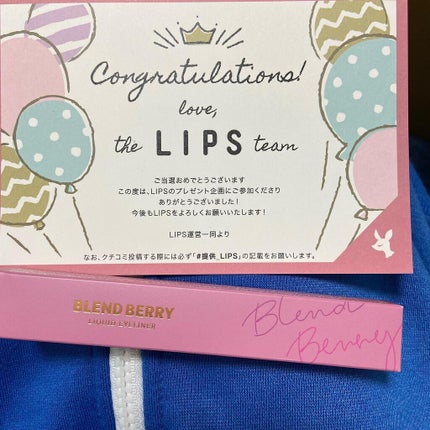 Congratulations!
love,
the LIPS team
ご当選おめでとうございます
この度は、LIPSのプレゼント企画にご参加くださり
ありがとうございました！
今後もLIPSをよろしくお願いいたします！
LIPS運営一同より
なお、クチコミ投稿する際には必ず「#提供_LIPS」の記載をお願いします。
BLEND BERRY
LIQUID EYELINER
Blend
Berry